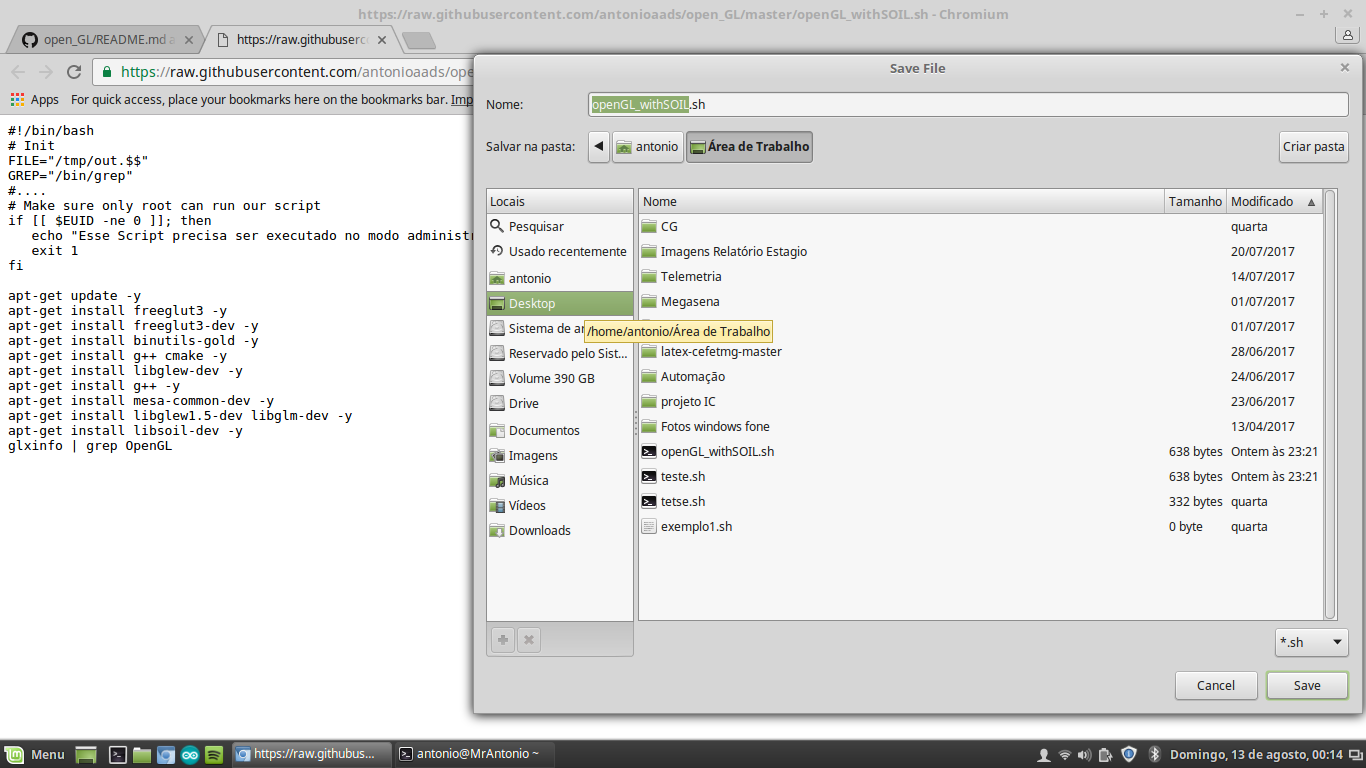 https://raw.githubusercontent.com/antonioaads/open_GL/master/openGL_withSOIL.sh - Chromium
open_GL/README.md a
https://raw.githuserc
https://raw.githubusercontent.com/antonioaads/ope
Apps
For quick access, place your bookmarks here on the bookmarks bar. Imp
#!/bin/bash
# Init
FILE="/tmp/out.$$"
GREP="/bin/grep"
#....
# Make sure only root can run our script
if [[ $EUID -ne 0 ]]; then
echo "Esse Script precisa ser executado no modo administr
exit 1
fi
apt-get update -y
apt-get install freeglut3 -y
apt-get install freeglut3-dev -y
apt-get install binutils-gold -y
apt-get install g++ cmake -y
apt-get install libglew-dev -y
apt-get install g++ -y
apt-get install mesa-common-dev -y
apt-get install libglew1.5-dev libglm-dev -y
apt-get install libsoil-dev -y
glxinfo | grep OpenGL
Save File
Nome:
openGL_withSOIL.sh
Salvar na pasta:
antonio
Área de Trabalho
Criar pasta
Locais
Pesquisar
Usado recentemente
antonio
Desktop
Sistema de ar
Reservado pelo Sist...
Volume 390 GB
Drive
Documentos
Imagens
Música
Vídeos
Downloads
/home/antonio/Área de Trabalho
Nome Tamanho Modificado
CG quarta
Imagens Relatório Estagio 20/07/2017
Telemetria 14/07/2017
Megasena 01/07/2017
01/07/2017
latex-cefetmg-master 28/06/2017
Automação 24/06/2017
projeto IC 23/06/2017
Fotos windows fone 13/04/2017
openGL_withSOIL.sh 638 bytes Ontem às 23:21
teste.sh 638 bytes Ontem às 23:21
tetse.sh 332 bytes quarta
exemplo1.sh 0 byte quarta
*.sh
Cancel
Save
Menu
https://raw.githubus...
antonio@MrAntonio ~
Domingo, 13 de agosto, 00:14